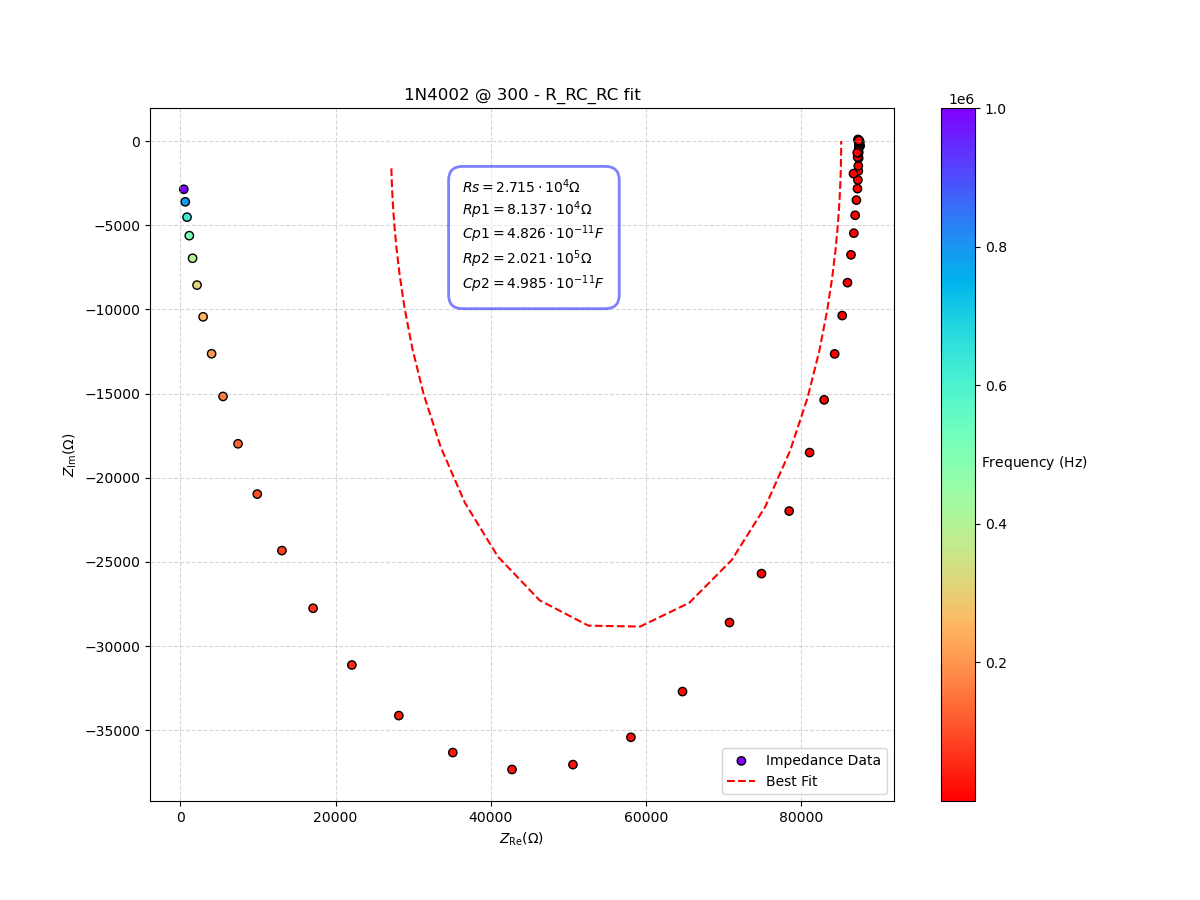 1N4002 @ 300 - R_RC_RC fit
1e6
0
−5000
−10000
−15000
−20000
−25000
−30000
−35000
Z_Im(Ω)
Rs = 2.715 · 10^4Ω
Rp1 = 8.137 · 10^4Ω
Cp1 = 4.826 · 10^−11F
Rp2 = 2.021 · 10^5Ω
Cp2 = 4.985 · 10^−11F
Impedance Data
Best Fit
0
20000
40000
60000
80000
Z_Re(Ω)
1.0
0.8
0.6
0.4
0.2
Frequency (Hz)